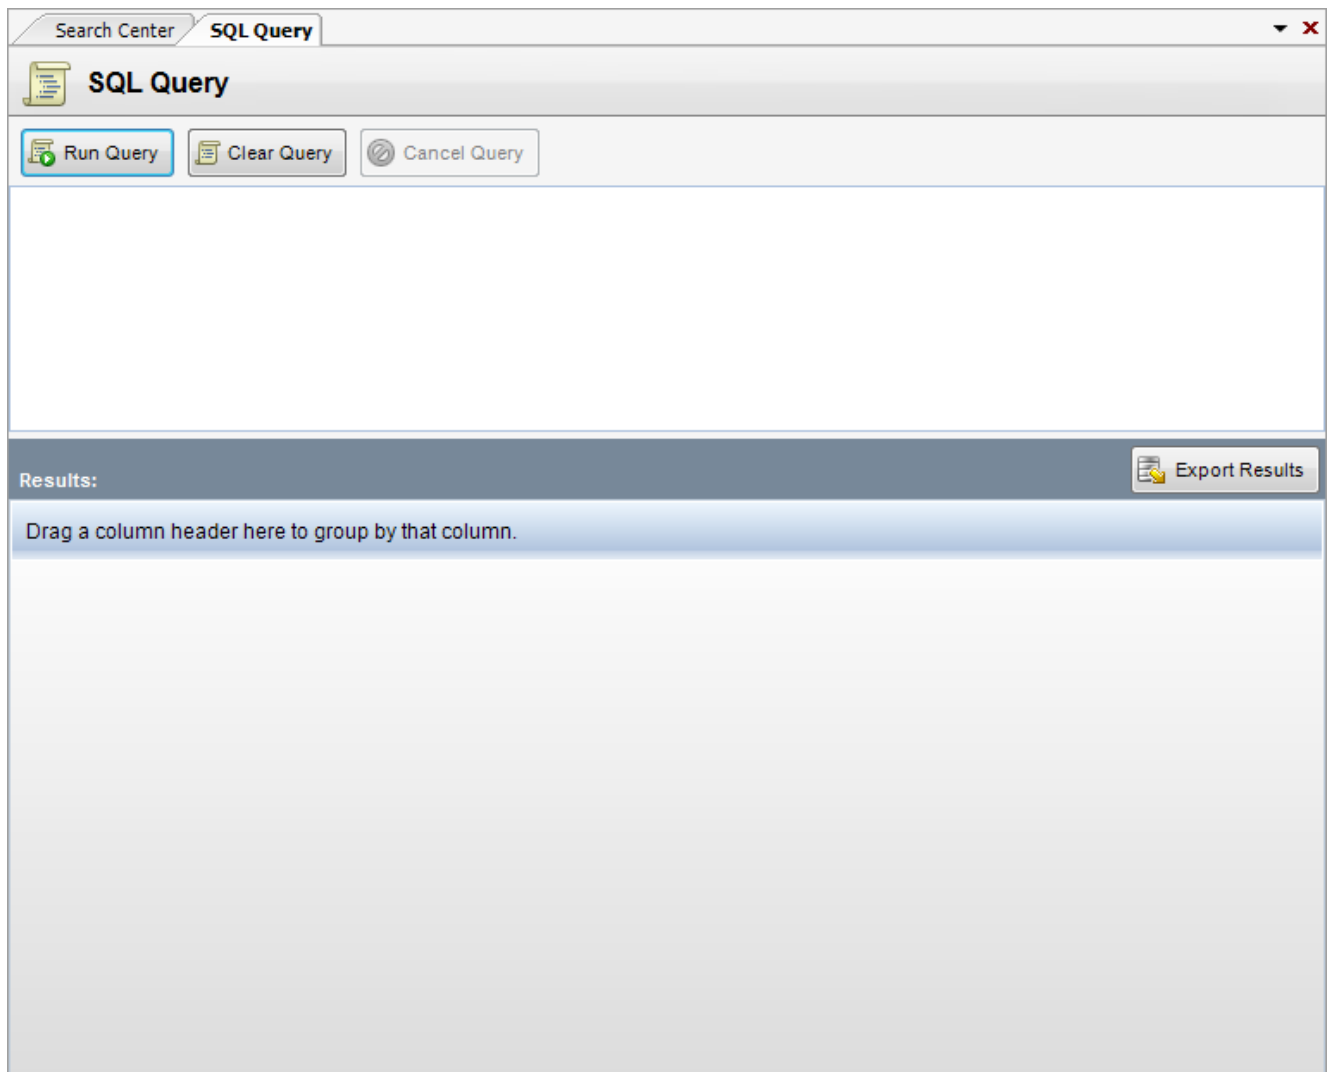 Search Center
SQL Query
SQL Query
Run Query
Clear Query
Cancel Query
Results:
Export Results
Drag a column header here to group by that column.